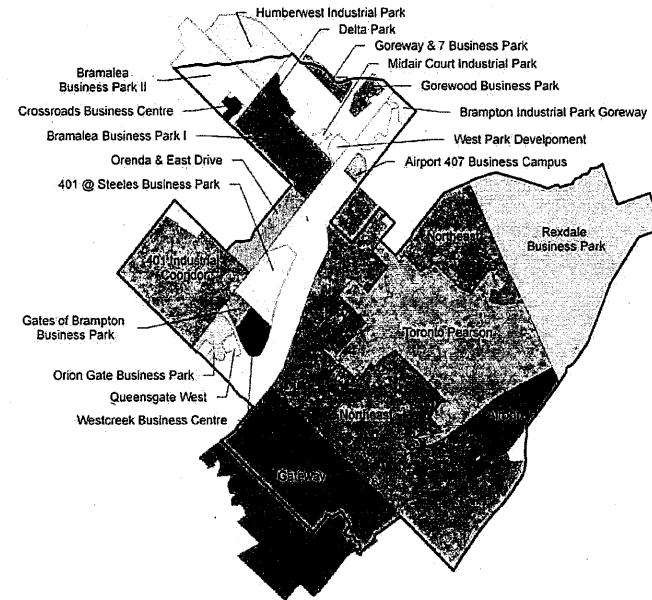 Humberwest Industrial Park
Delta Park
Goreway & 7 Business Park
Midair Court Industrial Park
Gorewood Business Park
Brampton Industrial Park Goreway
West Park Develpoment
Airport 407 Business Campus
Bramalea
Business Park II
Crossroads Business Centre
Bramalea Business Park I
Orenda & East Drive
401 @ Steeles Business Park
Northeast
Rexdale
Business Park
401 Industrial
Coondor
Toronto Pearson
Gates of Brampton
Business Park
Orion Gate Business Park
Queensgate West
Westcreek Business Centre
Northeast
Airport
Gateway